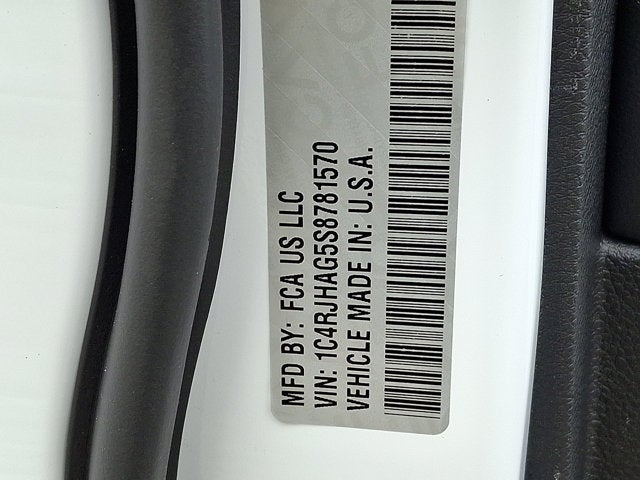 MFD BY: FCA US LLC
VIN: 1C4RJHAG5S8781570
VEHICLE MADE IN: U.S.A.